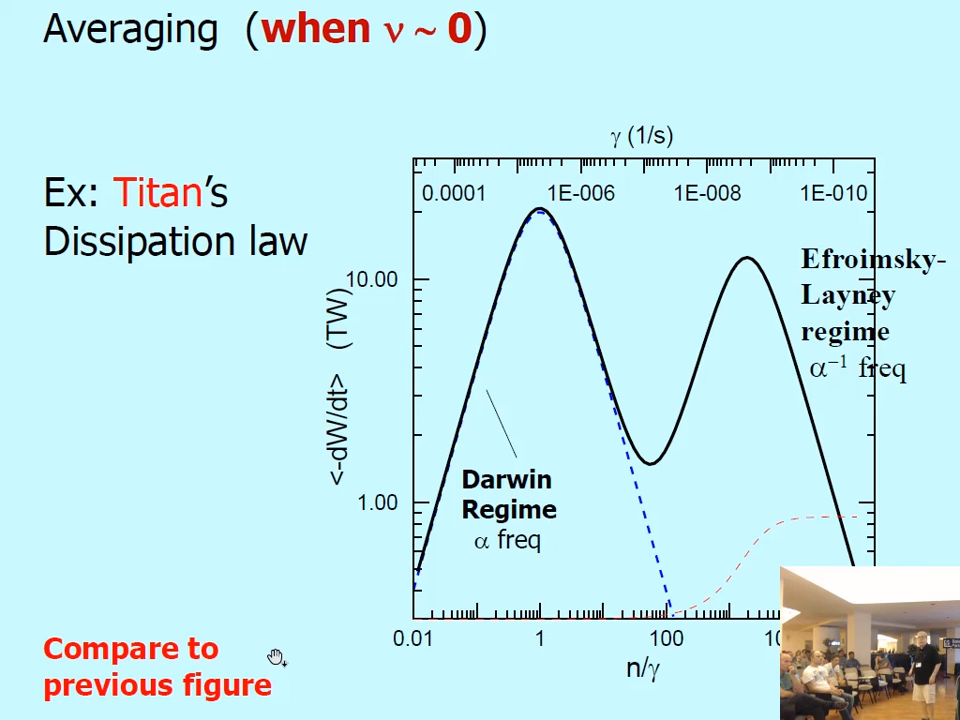 Averaging (when ν ~ 0)
γ (1/s)
0.0001 1E-006 1E-008 1E-010
Ex: Titan's
Dissipation law
Efroimsky-
Layney
regime
α⁻¹ freq
10.00
1.00
<-dW/dt> (TW)
Darwin
Regime
α freq
0.01 1 100
n/γ
Compare to
previous figure